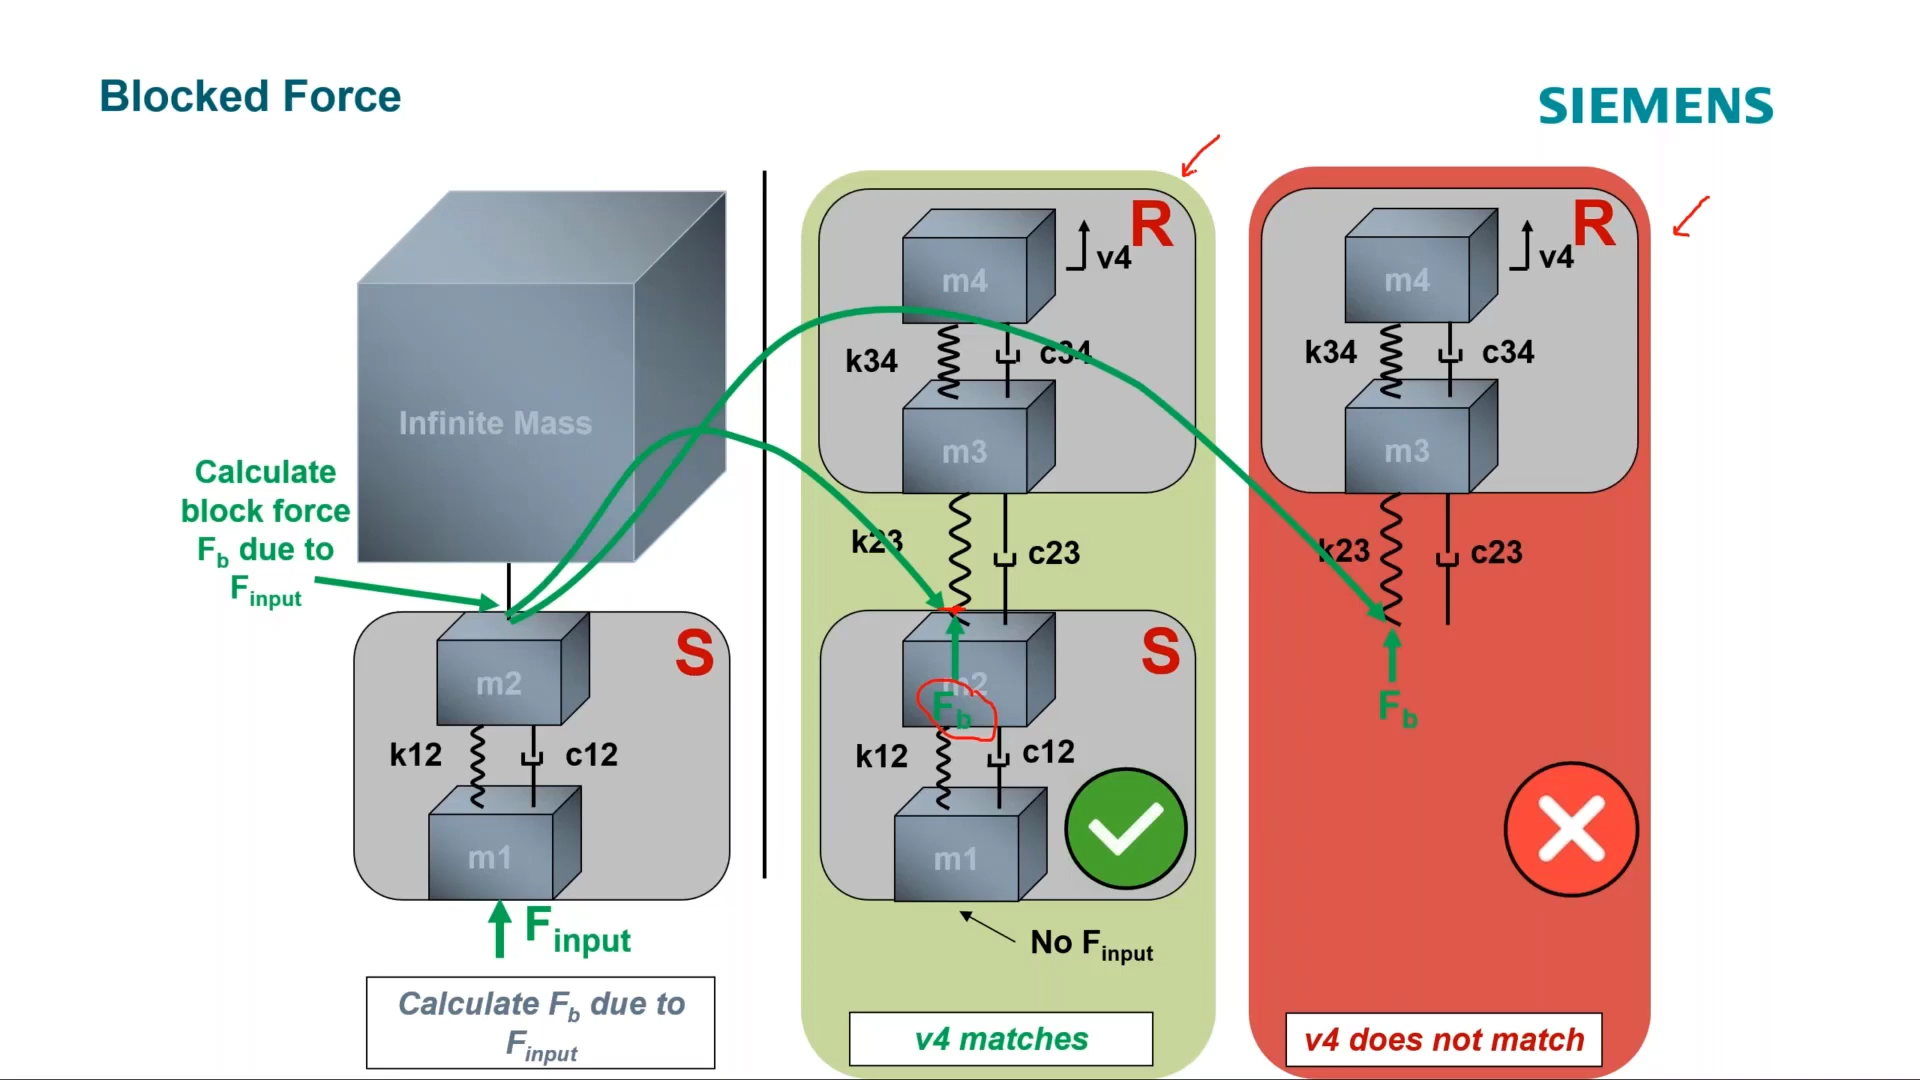 Blocked Force
SIEMENS
Infinite Mass
Calculate
block force
Fb due to
Finput
S
m2
k12
c12
m1
Finput
Calculate Fb due to
Finput
R
m4
v4
k34
c34
m3
k23
c23
S
m2
Fb
k12
c12
m1
No Finput
v4 matches
R
m4
v4
k34
c34
m3
k23
c23
Fb
v4 does not match